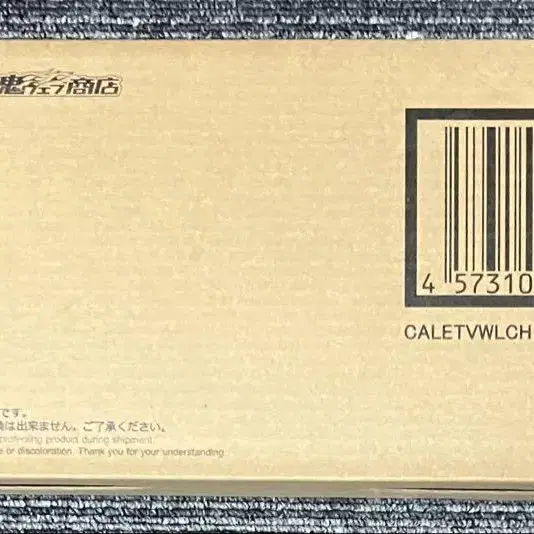 魂ウェブ商店
4 57310
CALETVWLCH
です。
換は出来ません。ご了承ください。
protecting product during shipment.
e or discoloration. Thank you for your understanding.